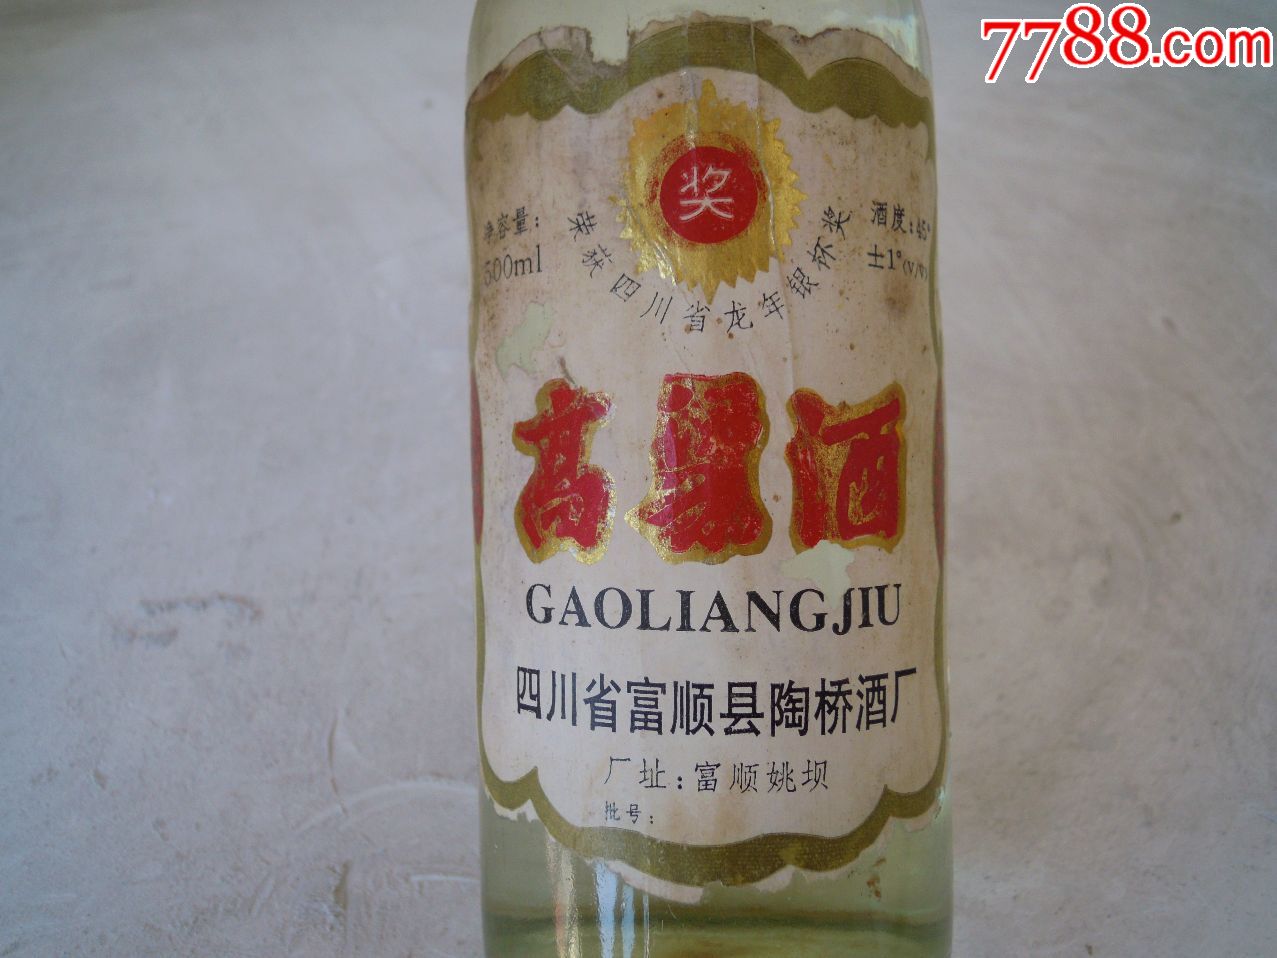 7788.com
奖
净容量：
500ml
荣获四川省龙年银杯奖
酒度：45°
±1°(v/v)
高粱酒
GAOLIANGJIU
四川省富顺县陶桥酒厂
厂址：富顺姚坝
批号：